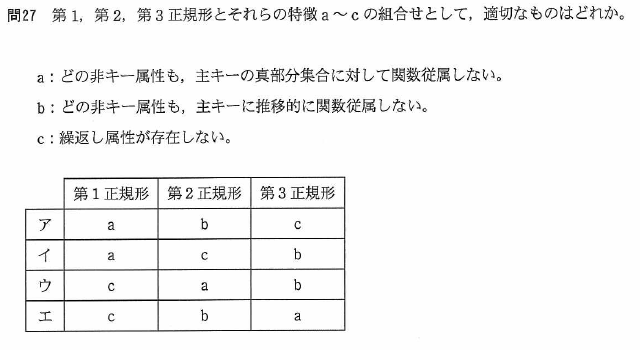 問27 第1，第2，第3正規形とそれらの特徴a～cの組合せとして，適切なものはどれか。
a：どの非キー属性も，主キーの真部分集合に対して関数従属しない。
b：どの非キー属性も，主キーに推移的に関数従属しない。
c：繰返し属性が存在しない。
第1正規形 第2正規形 第3正規形
ア a b c
イ a c b
ウ c a b
エ c b a